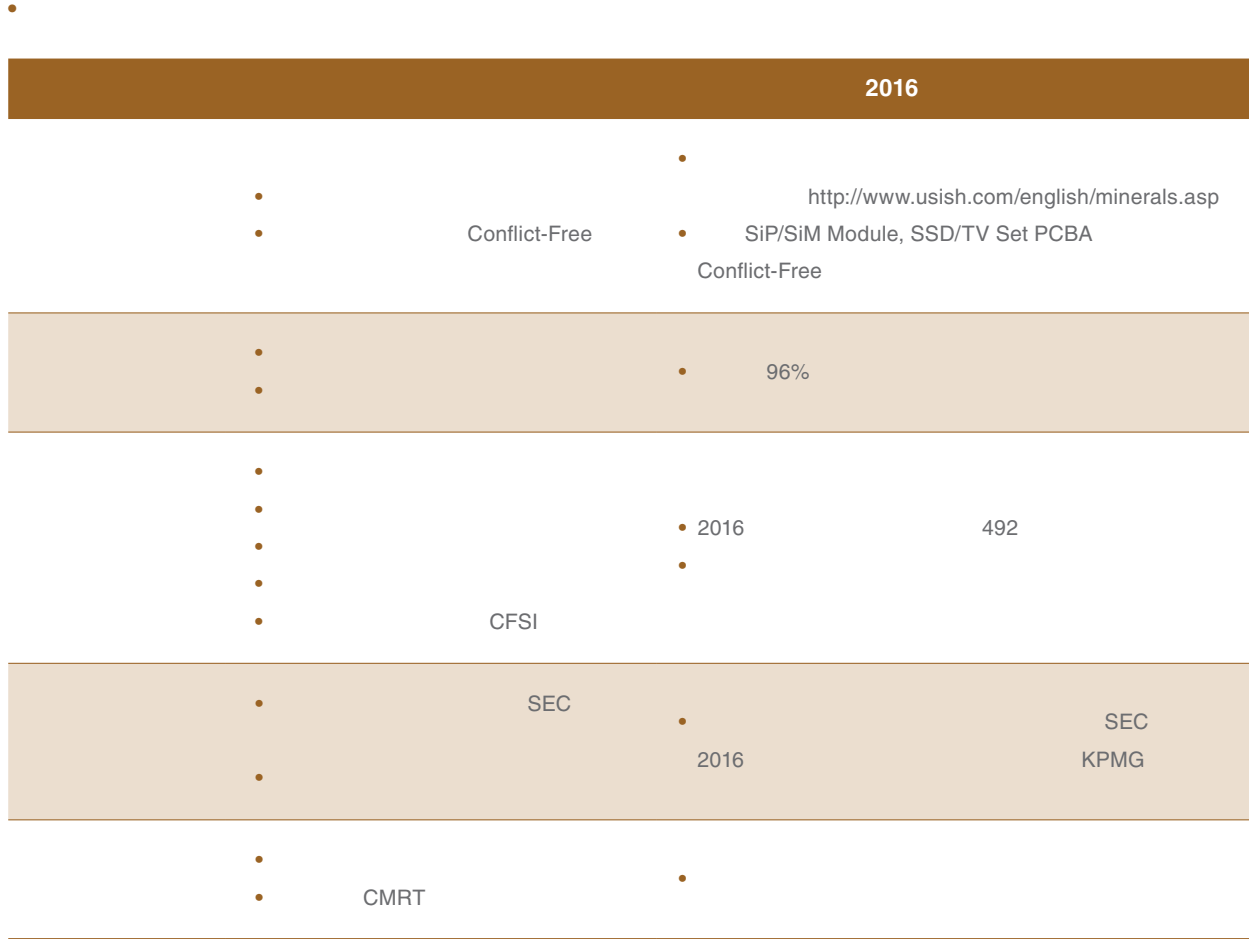 •
2016
•
•
•
Conflict-Free
•
http://www.usish.com/english/minerals.asp
• SiP/SiM Module, SSD/TV Set PCBA
Conflict-Free
•
•
• 96%
•
•
•
•
• CFSI
• 2016 492
•
• SEC
•
• SEC
2016 KPMG
•
• CMRT
•